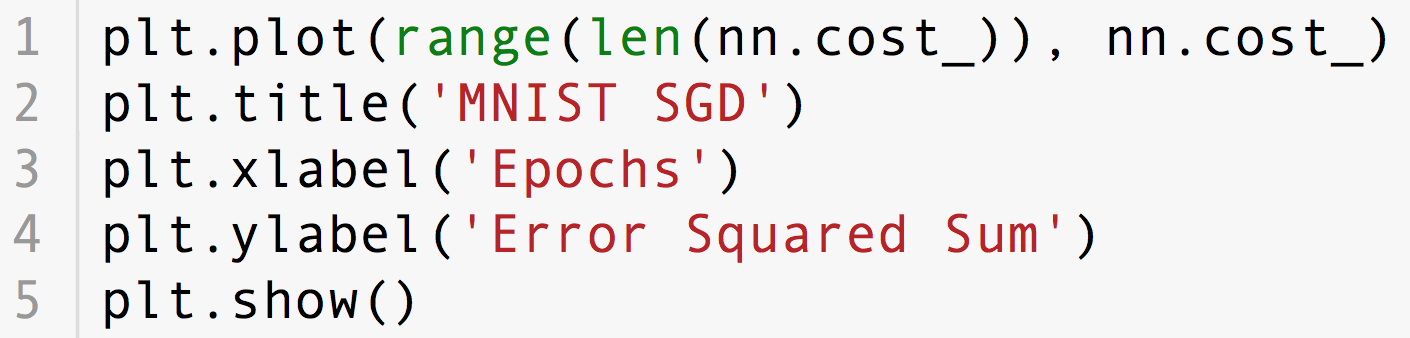 1 plt.plot(range(len(nn.cost_)), nn.cost_)
2 plt.title('MNIST SGD')
3 plt.xlabel('Epochs')
4 plt.ylabel('Error Squared Sum')
5 plt.show()